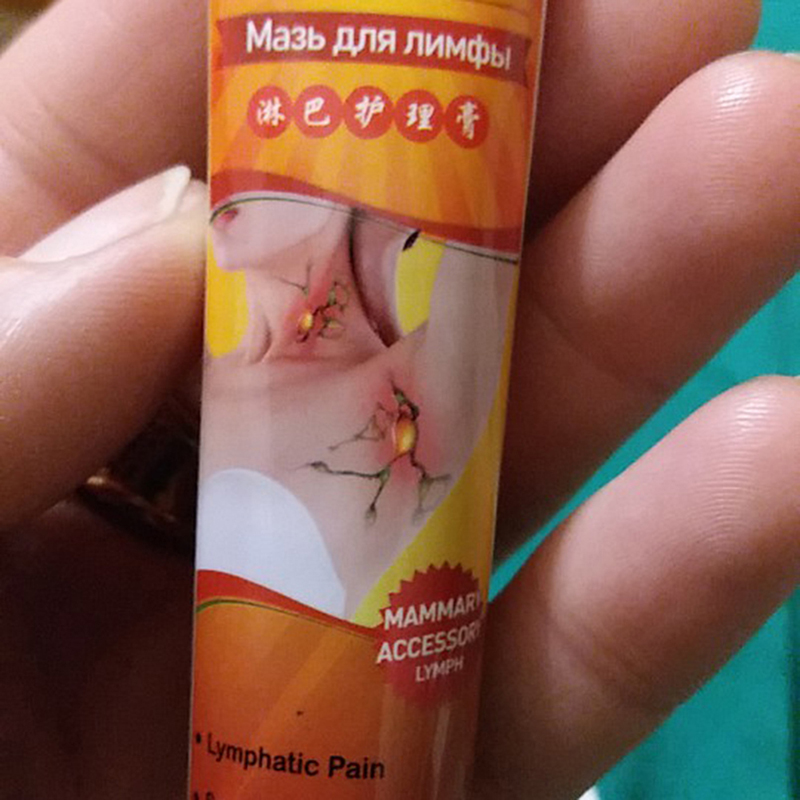 Мазь для лимфы
淋巴护理膏
MAMMARY
ACCESSORY
LYMPH
• Lymphatic Pain